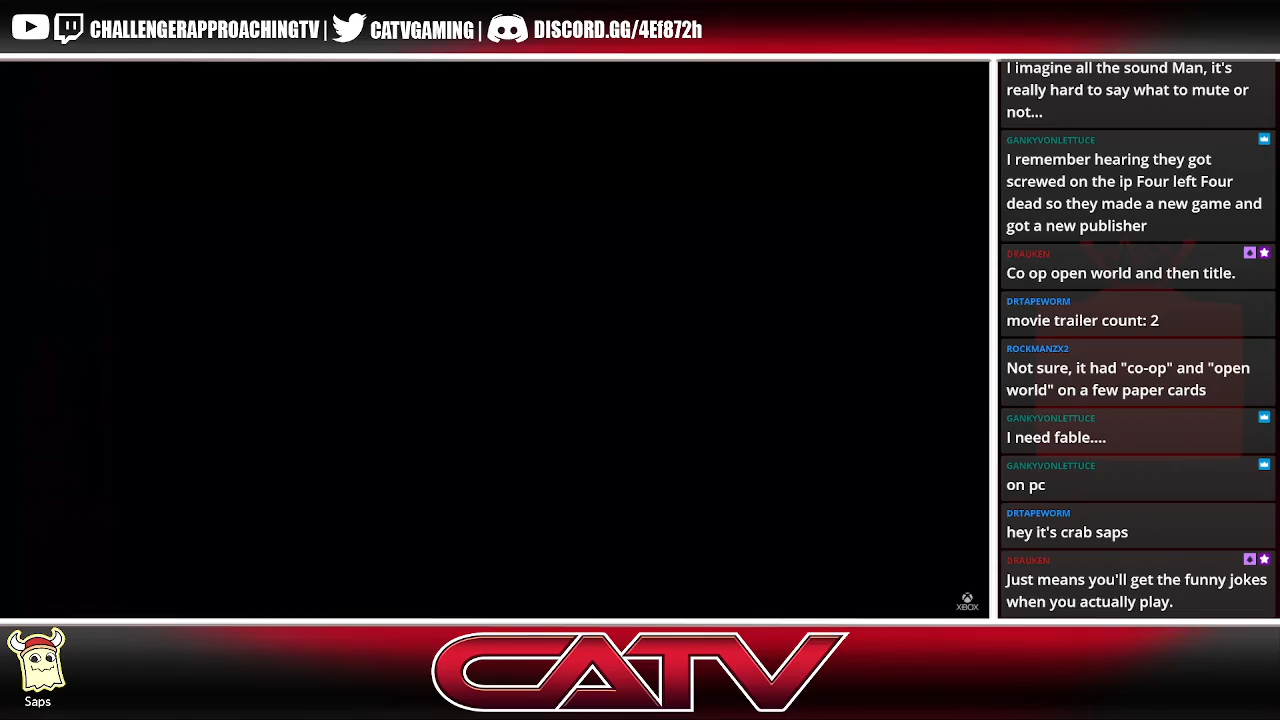 CHALLENGERAPPROACHINGTV | CATVGAMING | DISCORD.GG/4Ef872h
I imagine all the sound Man, it's
really hard to say what to mute or
not...
GANKYVONLETTUCE
I remember hearing they got
screwed on the ip Four left Four
dead so they made a new game and
got a new publisher
DRAUKEN
Co op open world and then title.
DRTAPEWORM
movie trailer count: 2
ROCKMANZX2
Not sure, it had "co-op" and "open
world" on a few paper cards
GANKYVONLETTUCE
I need fable....
GANKYVONLETTUCE
on pc
DRTAPEWORM
hey it's crab saps
DRAUKEN
Just means you'll get the funny jokes
when you actually play.
XBOX
Saps
CATV